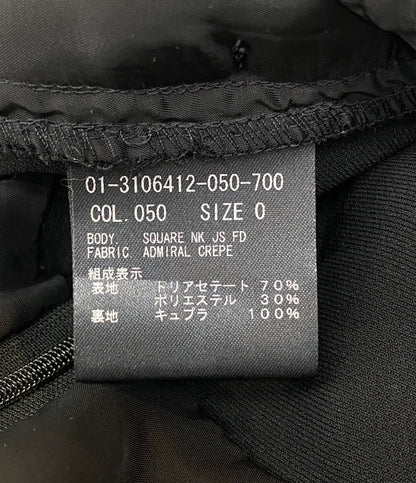 01-3106412-050-700
COL. 050 SIZE 0
BODY. SQUARE NK JS FD
FABRIC ADMIRAL CREPE
組成表示
表地 トリアセテート 70%
ポリエステル 30%
裏地 キュプラ 100%